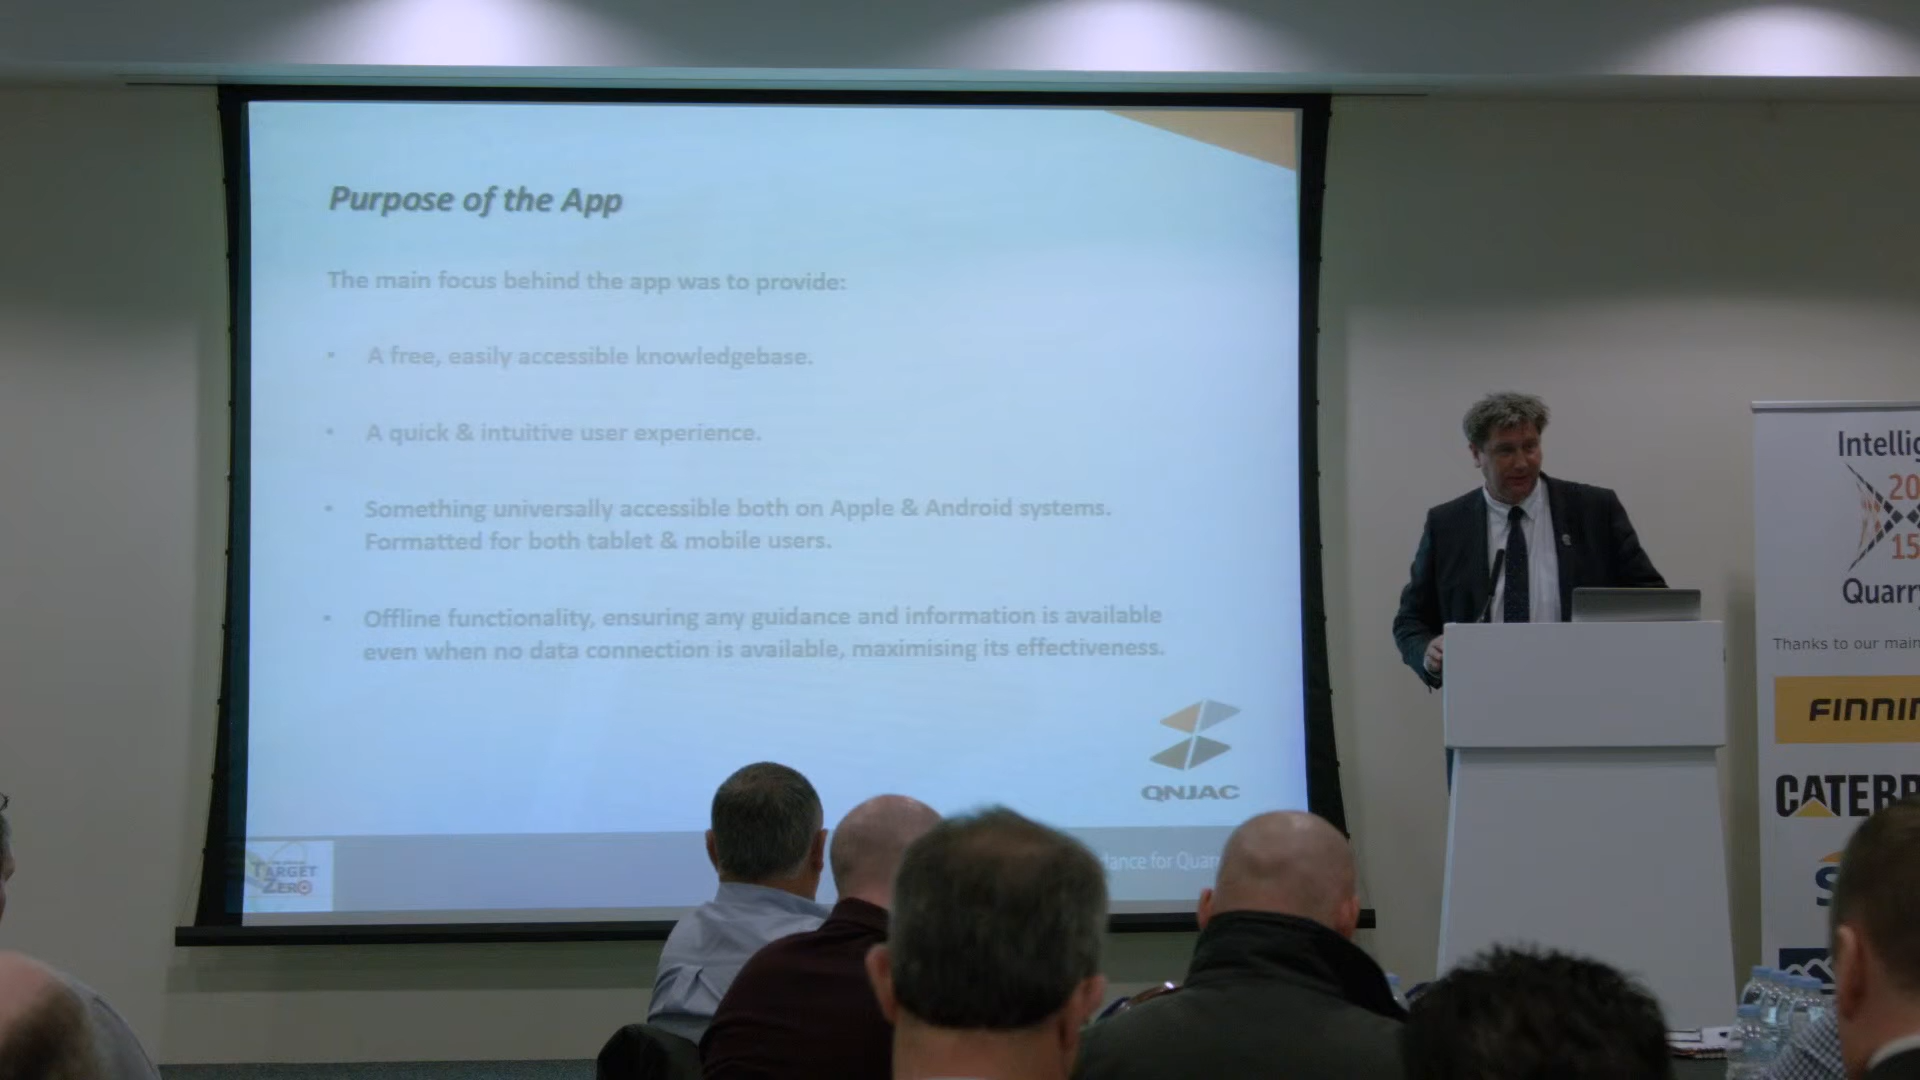 Purpose of the App
The main focus behind the app was to provide:
• A free, easily accessible knowledgebase.
• A quick & intuitive user experience.
• Something universally accessible both on Apple & Android systems.
Formatted for both tablet & mobile users.
• Offline functionality, ensuring any guidance and information is available
even when no data connection is available, maximising its effectiveness.
QNJAC
TARGET
ZERO
for Quar
Intellig
20
15
Quarry
Thanks to our main
FINNIN
CATERP
S